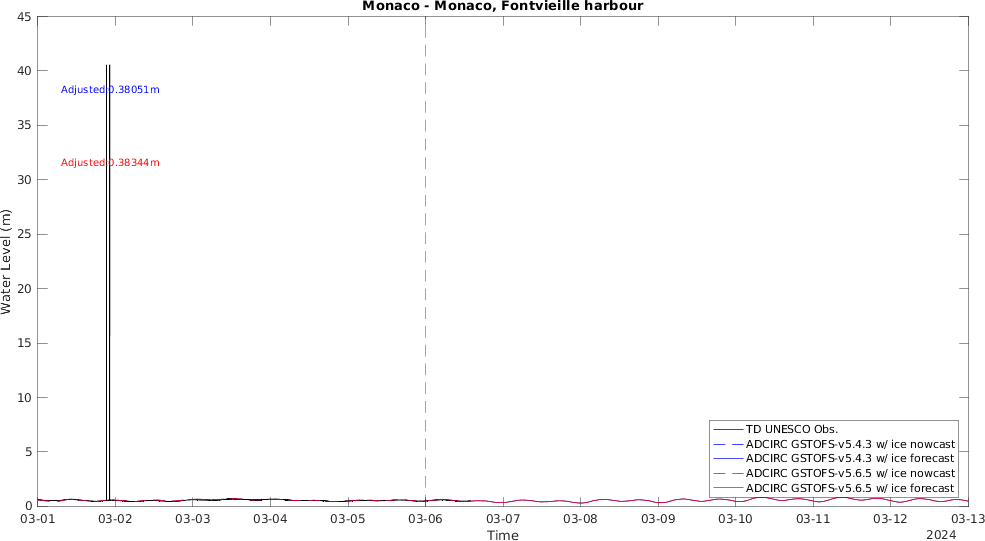 Monaco - Monaco, Fontvieille harbour
45
40
35
30
25
20
15
10
5
0
Water Level (m)
Adjusted:0.38051m
Adjusted:0.38344m
TD UNESCO Obs.
ADCIRC GSTOFS-v5.4.3 w/ ice nowcast
ADCIRC GSTOFS-v5.4.3 w/ ice forecast
ADCIRC GSTOFS-v5.6.5 w/ ice nowcast
ADCIRC GSTOFS-v5.6.5 w/ ice forecast
03-01 03-02 03-03 03-04 03-05 03-06 03-07 03-08 03-09 03-10 03-11 03-12 03-13
Time
2024